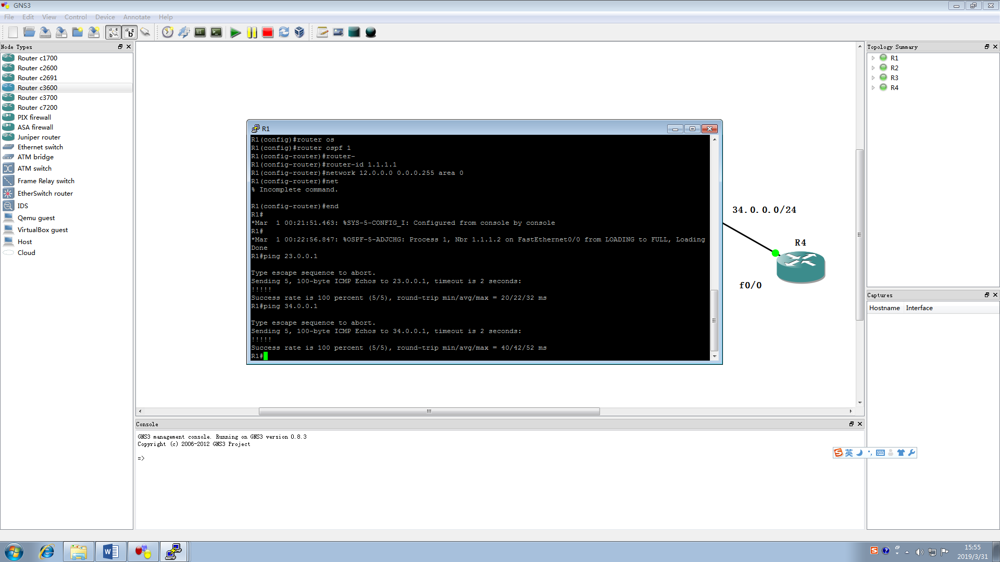 GNS3
File Edit View Control Device Annotate Help
Node Types
Router c1700
Router c2600
Router c2691
Router c3600
Router c3700
Router c7200
PIX firewall
ASA firewall
Juniper router
Ethernet switch
ATM bridge
ATM switch
Frame Relay switch
EtherSwitch router
IDS
Qemu guest
VirtualBox guest
Host
Cloud
R1
R1(config)#router os
R1(config)#router ospf 1
R1(config-router)#router-
R1(config-router)#router-id 1.1.1.1
R1(config-router)#network 12.0.0.0 0.0.0.255 area 0
R1(config-router)#net
% Incomplete command.
R1(config-router)#end
R1#
*Mar  1 00:21:51.463: %SYS-5-CONFIG_I: Configured from console by console
R1#
*Mar  1 00:22:56.847: %OSPF-5-ADJCHG: Process 1, Nbr 1.1.1.2 on FastEthernet0/0 from LOADING to FULL, Loading
Done
R1#ping 23.0.0.1
Type escape sequence to abort.
Sending 5, 100-byte ICMP Echos to 23.0.0.1, timeout is 2 seconds:
!!!!!
Success rate is 100 percent (5/5), round-trip min/avg/max = 20/22/32 ms
R1#ping 34.0.0.1
Type escape sequence to abort.
Sending 5, 100-byte ICMP Echos to 34.0.0.1, timeout is 2 seconds:
!!!!!
Success rate is 100 percent (5/5), round-trip min/avg/max = 40/42/52 ms
R1#
34.0.0.0/24
R4
f0/0
Topology Summary
R1
R2
R3
R4
Captures
Hostname Interface
Console
GNS3 management console. Running on GNS3 version 0.8.3
Copyright (c) 2006-2012 GNS3 Project
=>
英
15:55
2019/3/31